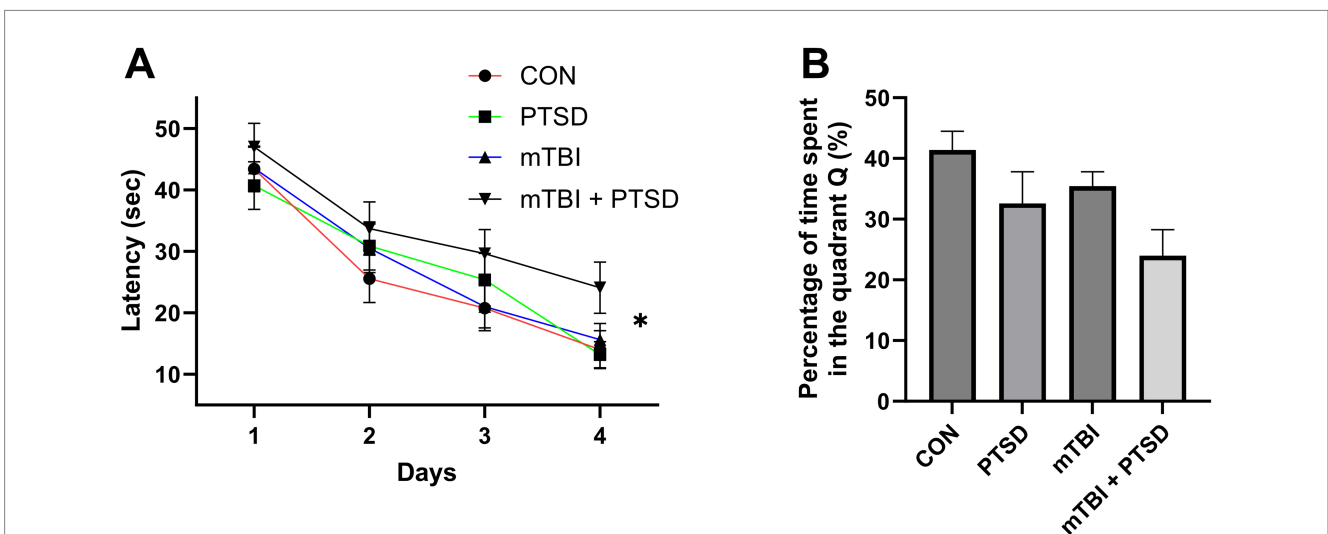 A
CON
PTSD
mTBI
mTBI + PTSD
Latency (sec)
50
40
30
20
10
*
1 2 3 4
Days
B
Percentage of time spent
in the quadrant Q (%)
50
40
30
20
10
0
CON
PTSD
mTBI
mTBI + PTSD